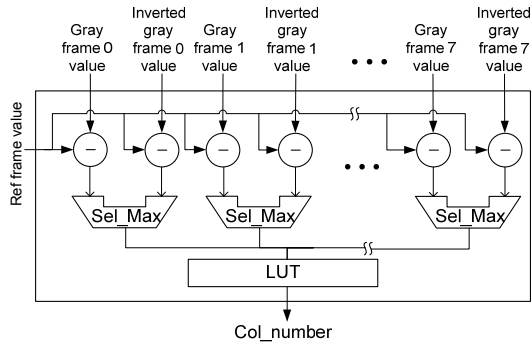 Gray
frame 0
value
Inverted
gray
frame 0
value
Gray
frame 1
value
Inverted
gray
frame 1
value
• • •
Gray
frame 7
value
Inverted
gray
frame 7
value
Ref frame value
− − − − − −
• • •
Sel_Max Sel_Max Sel_Max
LUT
Col_number